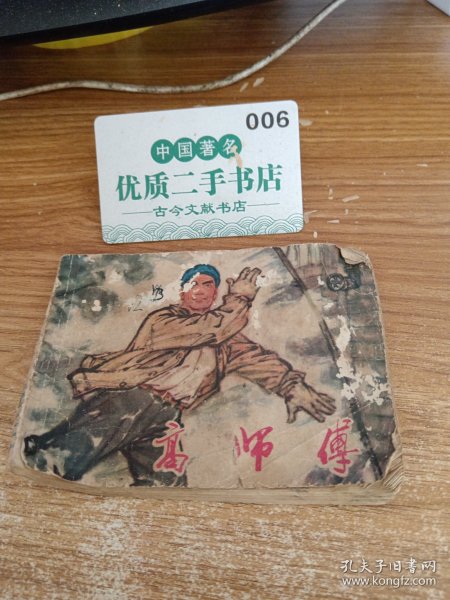 006
中国著名
优质二手书店
古今文献书店
高师傅
孔夫子旧书网
www.kongfz.com